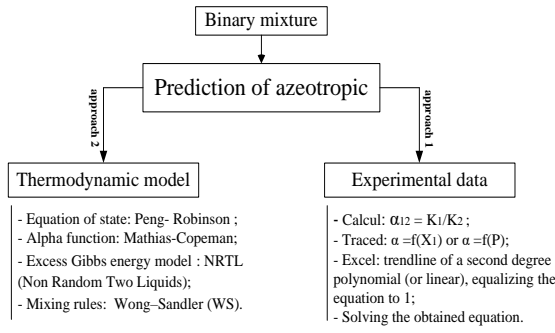 Binary mixture
Prediction of azeotropic
approach 2
approach 1
Thermodynamic model
- Equation of state: Peng- Robinson ;
- Alpha function: Mathias-Copeman;
- Excess Gibbs energy model : NRTL
(Non Random Two Liquids);
- Mixing rules: Wong–Sandler (WS).
Experimental data
- Calcul: α12 = K1/K2 ;
- Traced: α =f(X1) or α =f(P);
- Excel: trendline of a second degree
polynomial (or linear), equalizing the
equation to 1;
- Solving the obtained equation.